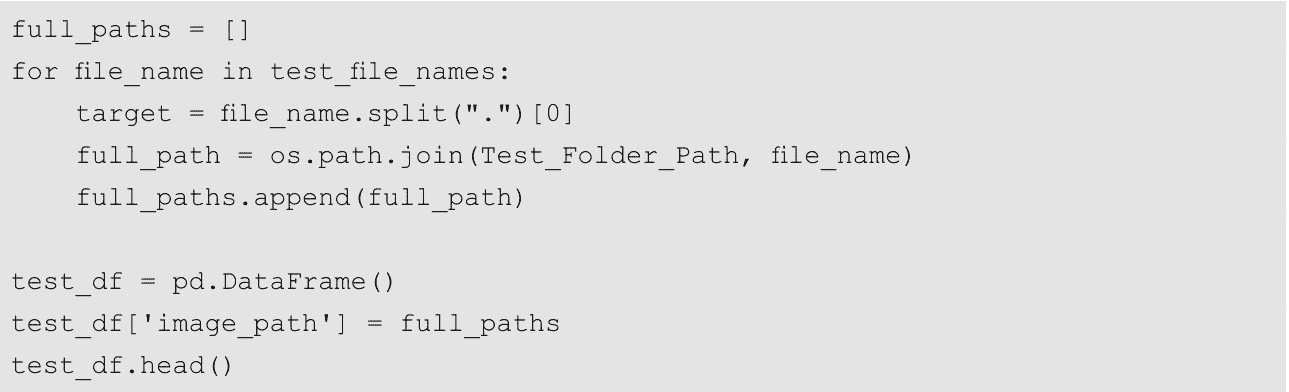 full_paths = []
for file_name in test_file_names:
    target = file_name.split(".")[0]
    full_path = os.path.join(Test_Folder_Path, file_name)
    full_paths.append(full_path)

test_df = pd.DataFrame()
test_df['image_path'] = full_paths
test_df.head()